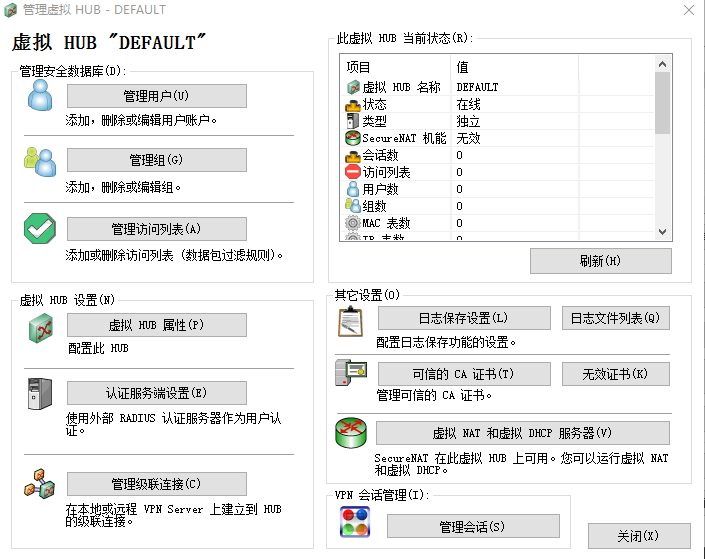 管理虚拟 HUB - DEFAULT
虚拟 HUB "DEFAULT"
管理安全数据库(D):
管理用户(U)
添加，删除或编辑用户账户。
管理组(G)
添加，删除或编辑组。
管理访问列表(A)
添加或删除访问列表 (数据包过滤规则)。
虚拟 HUB 设置(N)
虚拟 HUB 属性(P)
配置此 HUB
认证服务端设置(E)
使用外部 RADIUS 认证服务器作为用户认
证。
管理级联连接(C)
在本地或远程 VPN Server 上建立到 HUB
的级联连接。
此虚拟 HUB 当前状态(R):
项目 值
虚拟 HUB 名称 DEFAULT
状态 在线
类型 独立
SecureNAT 机能 无效
会话数 0
访问列表 0
用户数 0
组数 0
MAC 表数 0
IP 表数 0
刷新(H)
其它设置(O)
日志保存设置(L) 日志文件列表(Q)
配置日志保存功能的设置。
可信的 CA 证书(T) 无效证书(K)
管理可信的 CA 证书。
虚拟 NAT 和虚拟 DHCP 服务器(V)
SecureNAT 在此虚拟 HUB 上可用。您可以运行虚拟 NAT
和虚拟 DHCP。
VPN 会话管理(I):
管理会话(S)
关闭(X)